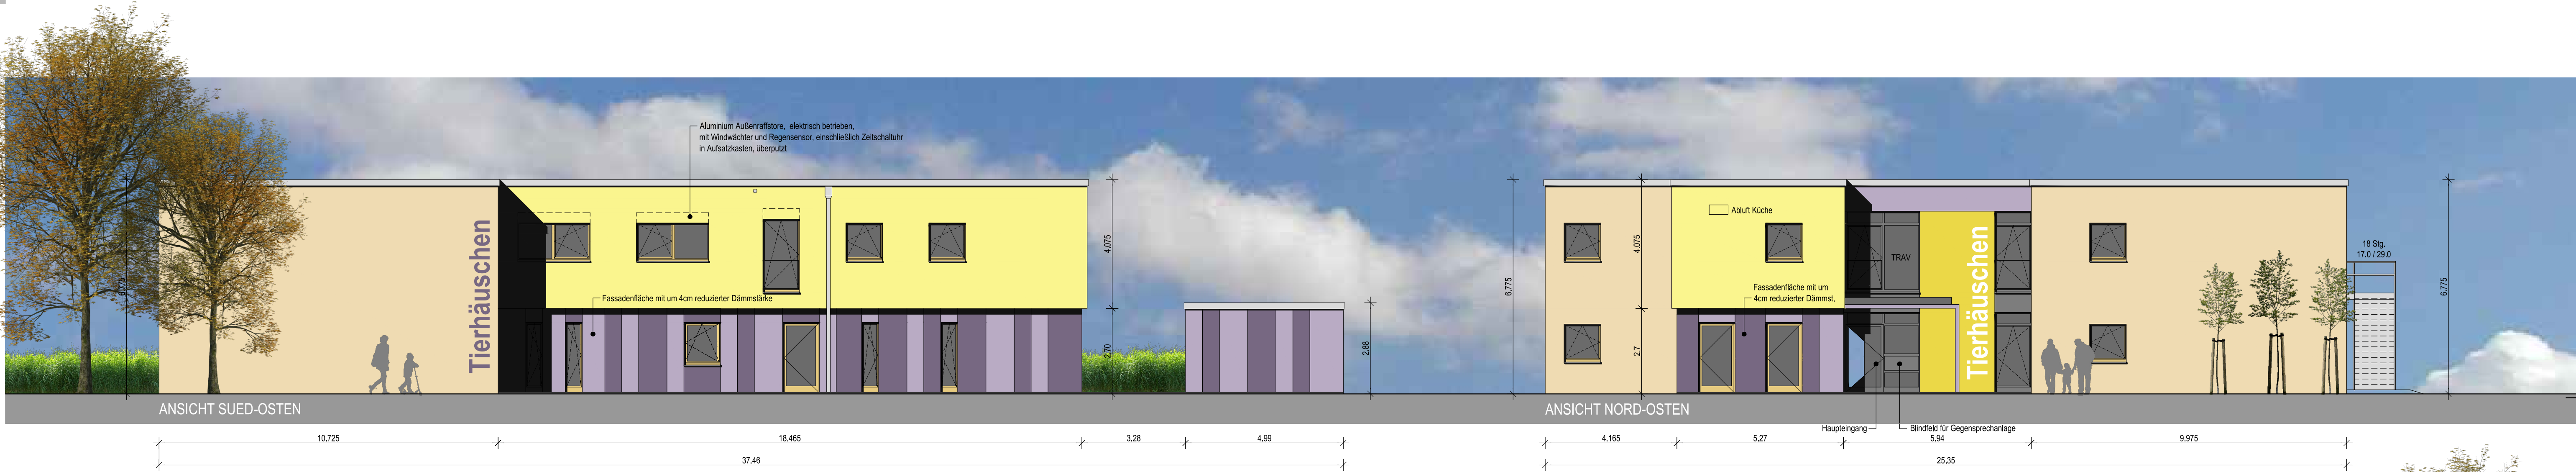 Aluminium Außenraffstore, elektrisch betrieben,
mit Windwächter und Regensensor, einschließlich Zeitschaltuhr
in Aufsatzkasten, überputzt
Tierhäuschen
Fassadenfläche mit um 4cm reduzierter Dämmstärke
4,075
2,70
2,88
ANSICHT SUED-OSTEN
10,725
18,465
3,28
4,99
37,46
6,775
4,075
2,7
Abluft Küche
Fassadenfläche mit um
4cm reduzierter Dämmst.
TRAV
Tierhäuschen
18 Stg.
17.0 / 29.0
6,775
ANSICHT NORD-OSTEN
Haupteingang
Blindfeld für Gegensprechanlage
4,165
5,27
5,94
9,975
25,35